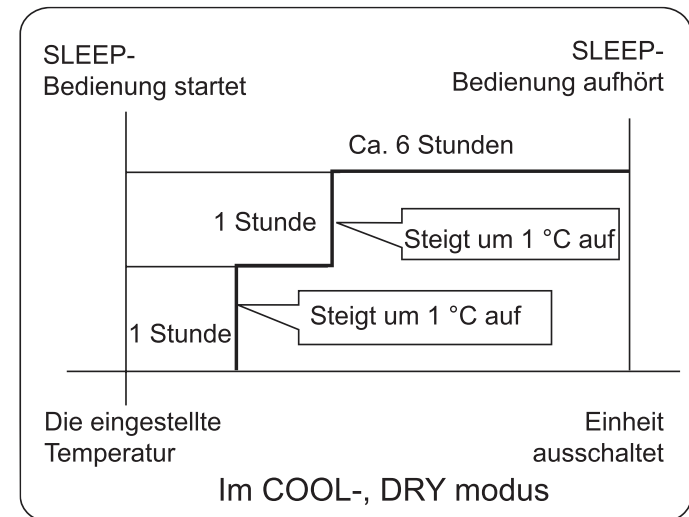 SLEEP-
Bedienung startet
SLEEP-
Bedienung aufhört
Ca. 6 Stunden
1 Stunde
Steigt um 1 °C auf
Steigt um 1 °C auf
1 Stunde
Die eingestellte
Temperatur
Einheit
ausschaltet
Im COOL-, DRY modus